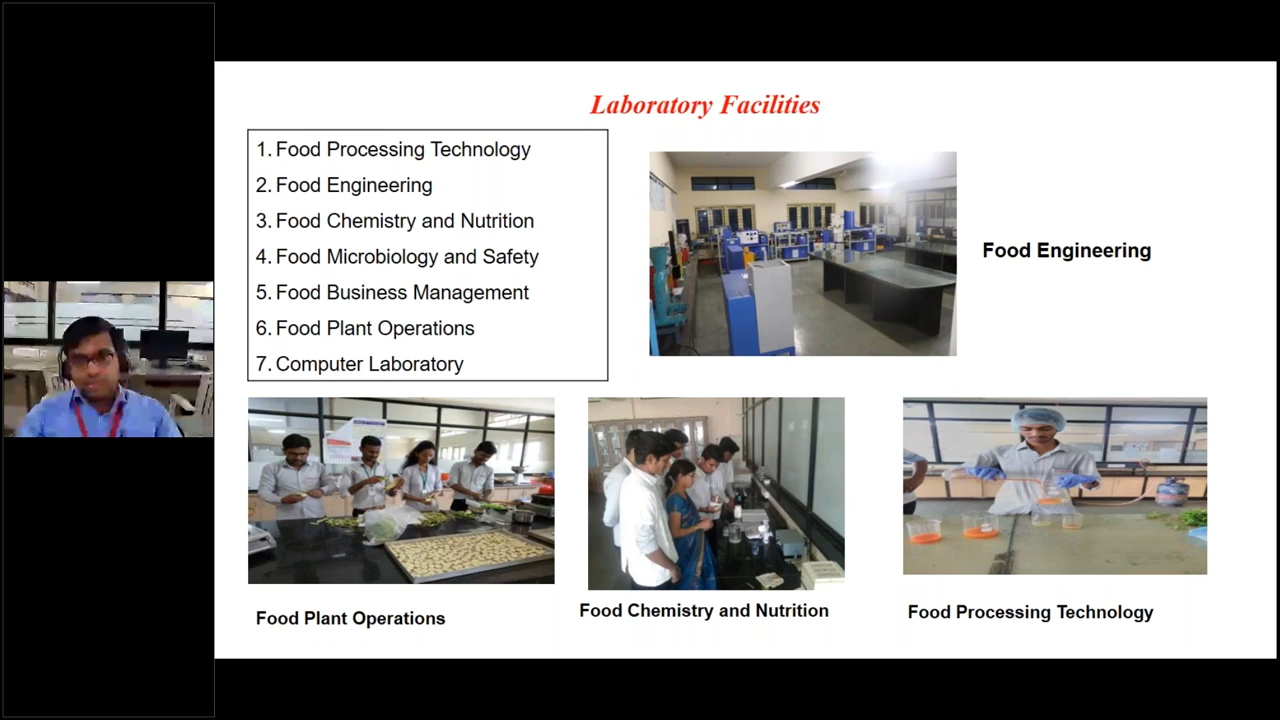 Laboratory Facilities
1. Food Processing Technology
2. Food Engineering
3. Food Chemistry and Nutrition
4. Food Microbiology and Safety
5. Food Business Management
6. Food Plant Operations
7. Computer Laboratory
Food Engineering
Food Plant Operations
Food Chemistry and Nutrition
Food Processing Technology